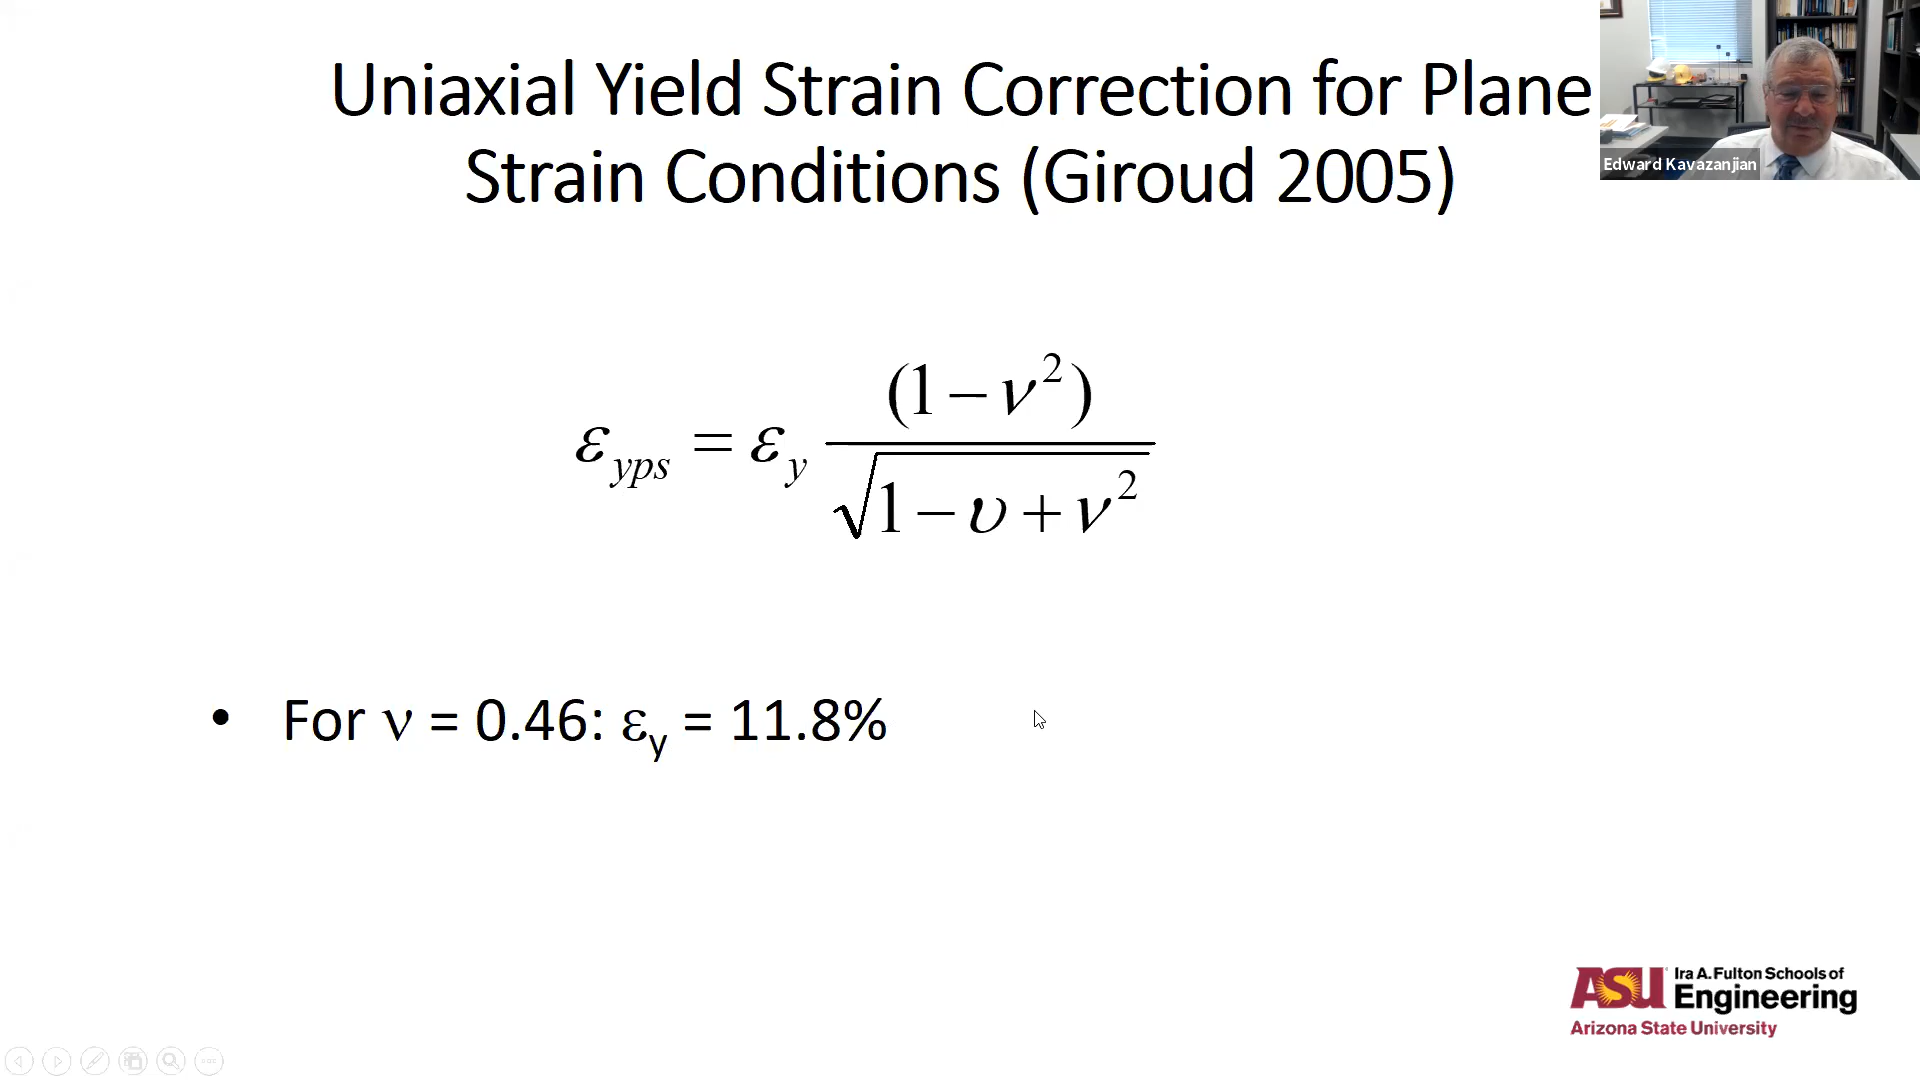 Uniaxial Yield Strain Correction for Plane
Strain Conditions (Giroud 2005)
Edward Kavazanjian
ε_yps = ε_y (1 − ν²) / √(1 − υ + ν²)
• For ν = 0.46: ε_y = 11.8%
ASU Ira A. Fulton Schools of
Engineering
Arizona State University